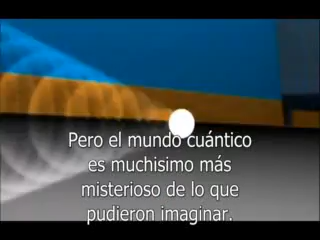 Pero el mundo cuántico
es muchisimo más
misterioso de lo que
pudieron imaginar.